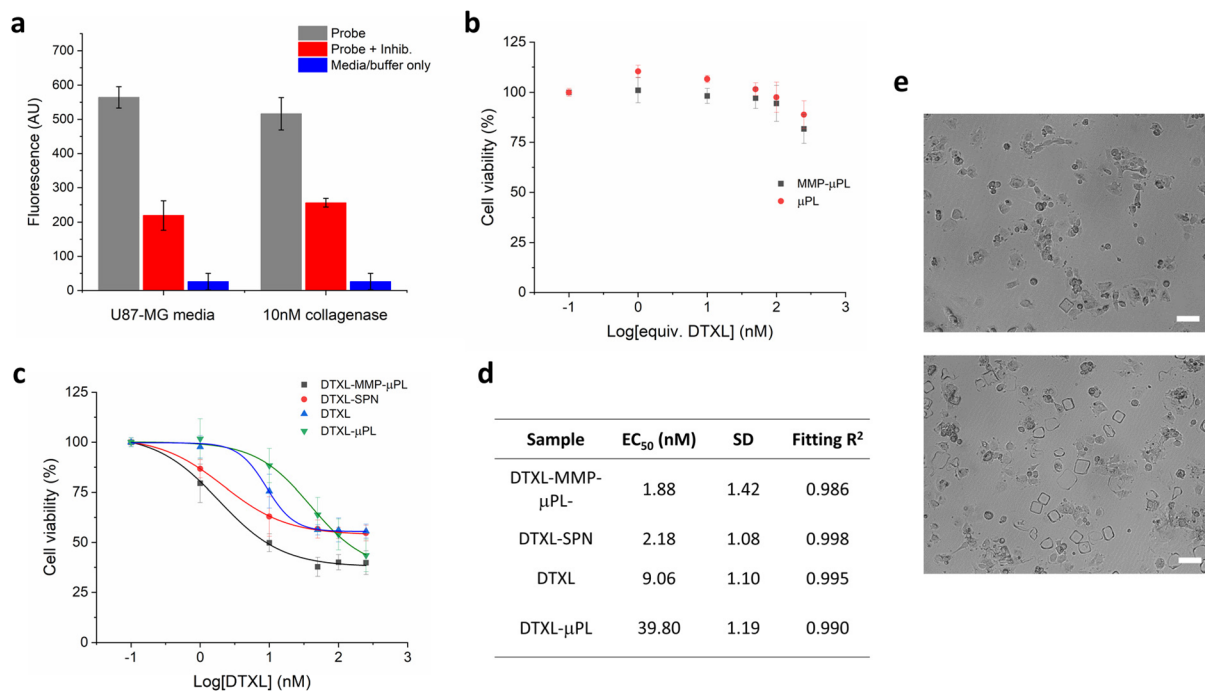 a
Fluorescence (AU)
700
600
500
400
300
200
100
0
Probe
Probe + Inhib.
Media/buffer only
U87-MG media
10nM collagenase
b
Cell viability (%)
125
100
75
50
25
0
MMP-μPL
μPL
-1
0
1
2
3
Log[equiv. DTXL] (nM)
c
Cell viability (%)
125
100
75
50
25
0
DTXL-MMP-μPL
DTXL-SPN
DTXL
DTXL-μPL
-1
0
1
2
3
Log[DTXL] (nM)
d
Sample EC50 (nM) SD Fitting R²
DTXL-MMP-
μPL- 1.88 1.42 0.986
DTXL-SPN 2.18 1.08 0.998
DTXL 9.06 1.10 0.995
DTXL-μPL 39.80 1.19 0.990
e